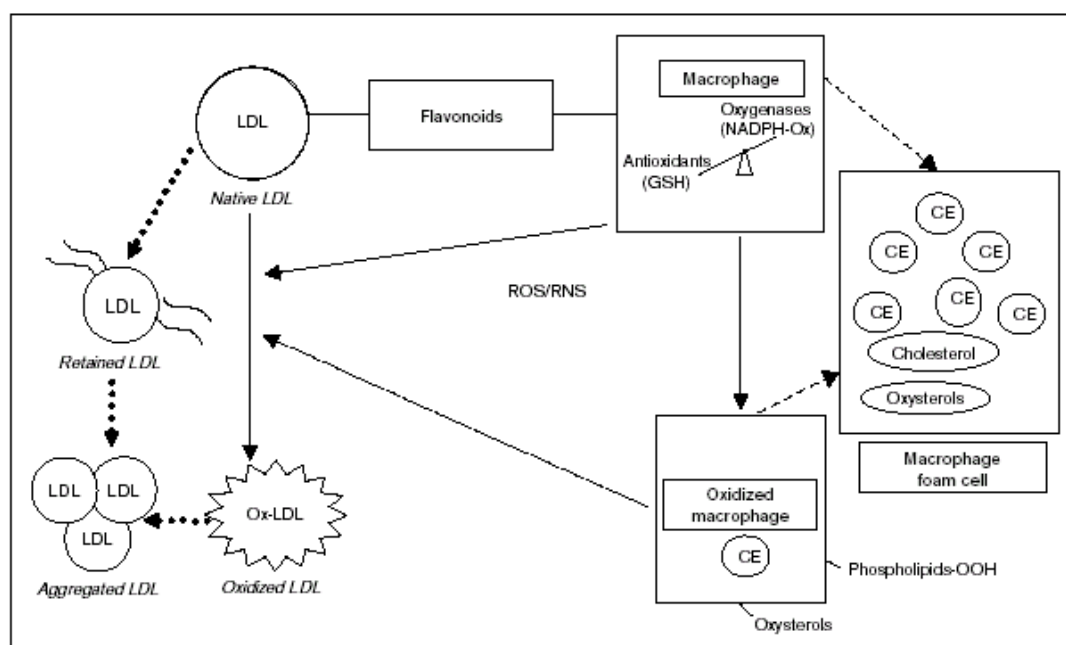 LDL
Native LDL
Flavonoids
Macrophage
Oxygenases
(NADPH-Ox)
Antioxidants
(GSH)
CE
CE
CE
CE
CE
CE
Cholesterol
Oxysterols
Macrophage
foam cell
ROS/RNS
LDL
Retained LDL
LDL
LDL
LDL
Aggregated LDL
Ox-LDL
Oxidized LDL
Oxidized
macrophage
CE
Phospholipids-OOH
Oxysterols